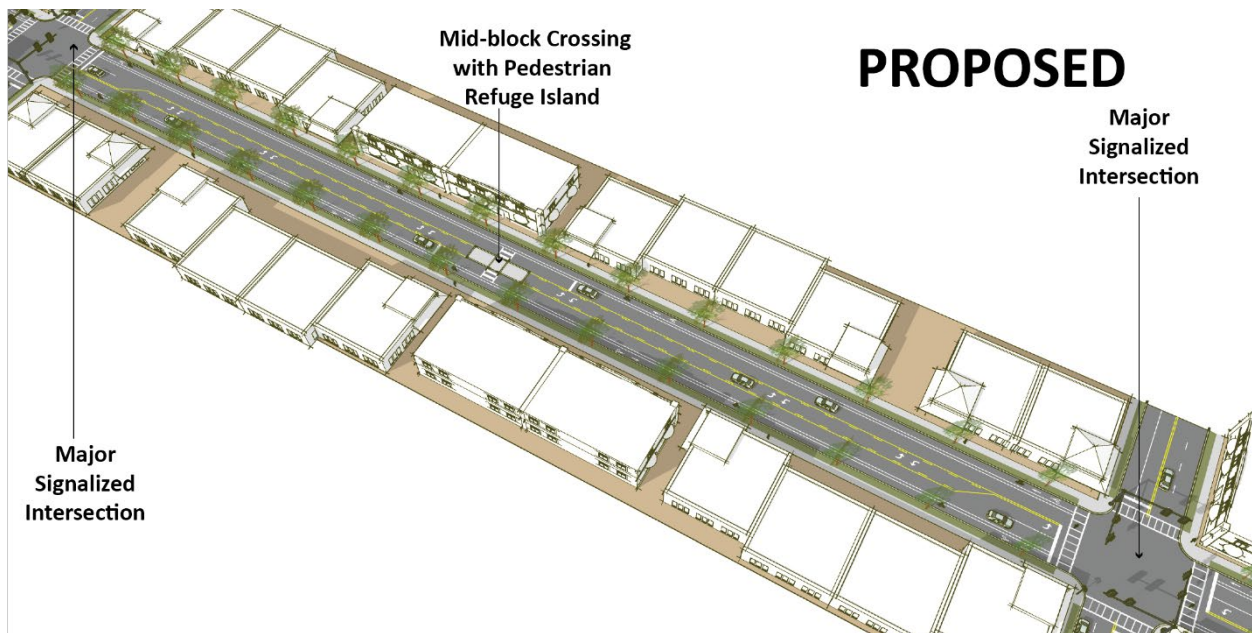 Mid-block Crossing
with Pedestrian
Refuge Island
PROPOSED
Major
Signalized
Intersection
Major
Signalized
Intersection